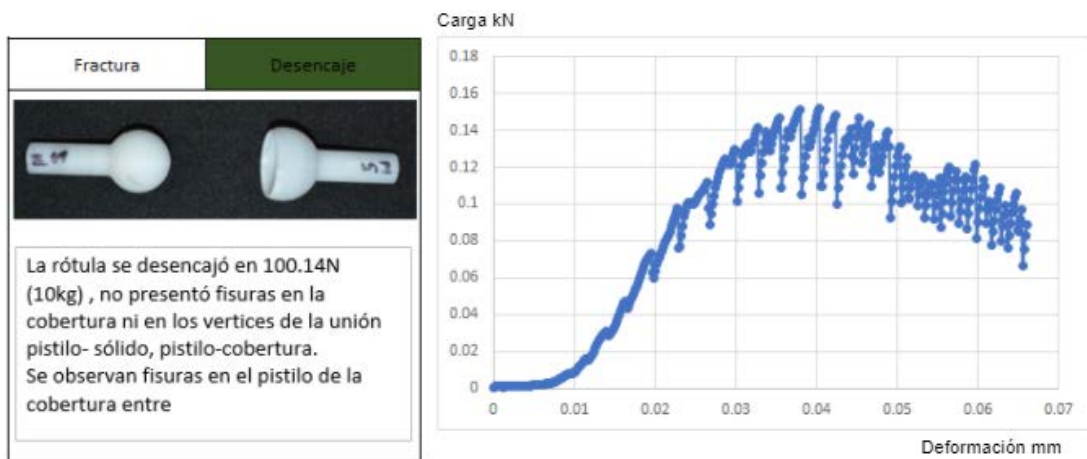 Fractura
Desencaje
La rótula se desencajó en 100.14N
(10kg) , no presentó fisuras en la
cobertura ni en los vertices de la unión
pistilo- sólido, pistilo-cobertura.
Se observan fisuras en el pistilo de la
cobertura entre
Carga kN
0.18
0.16
0.14
0.12
0.1
0.08
0.06
0.04
0.02
0
0 0.01 0.02 0.03 0.04 0.05 0.06 0.07
Deformación mm